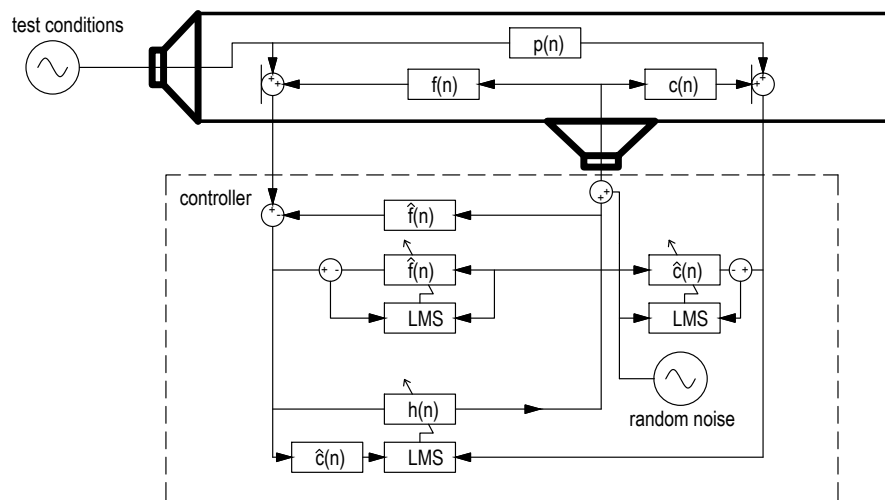 test conditions
p(n)
+
+
+
+
f(n)
c(n)
controller
+
-
+
+
f̂(n)
+
-
f̂(n)
ĉ(n)
-
+
LMS
LMS
h(n)
random noise
ĉ(n)
LMS